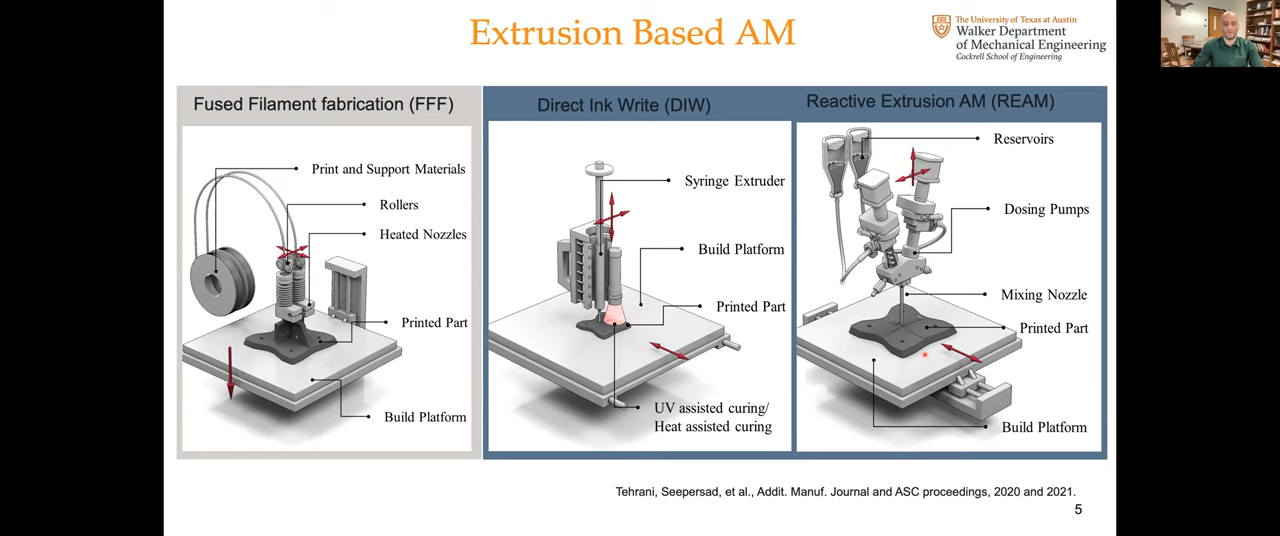 Extrusion Based AM
The University of Texas at Austin
Walker Department
of Mechanical Engineering
Cockrell School of Engineering
Fused Filament fabrication (FFF)
Print and Support Materials
Rollers
Heated Nozzles
Printed Part
Build Platform
Direct Ink Write (DIW)
Syringe Extruder
Build Platform
Printed Part
UV assisted curing/
Heat assisted curing
Reactive Extrusion AM (REAM)
Reservoirs
Dosing Pumps
Mixing Nozzle
Printed Part
Build Platform
Tehrani, Seepersad, et al., Addit. Manuf. Journal and ASC proceedings, 2020 and 2021.
5